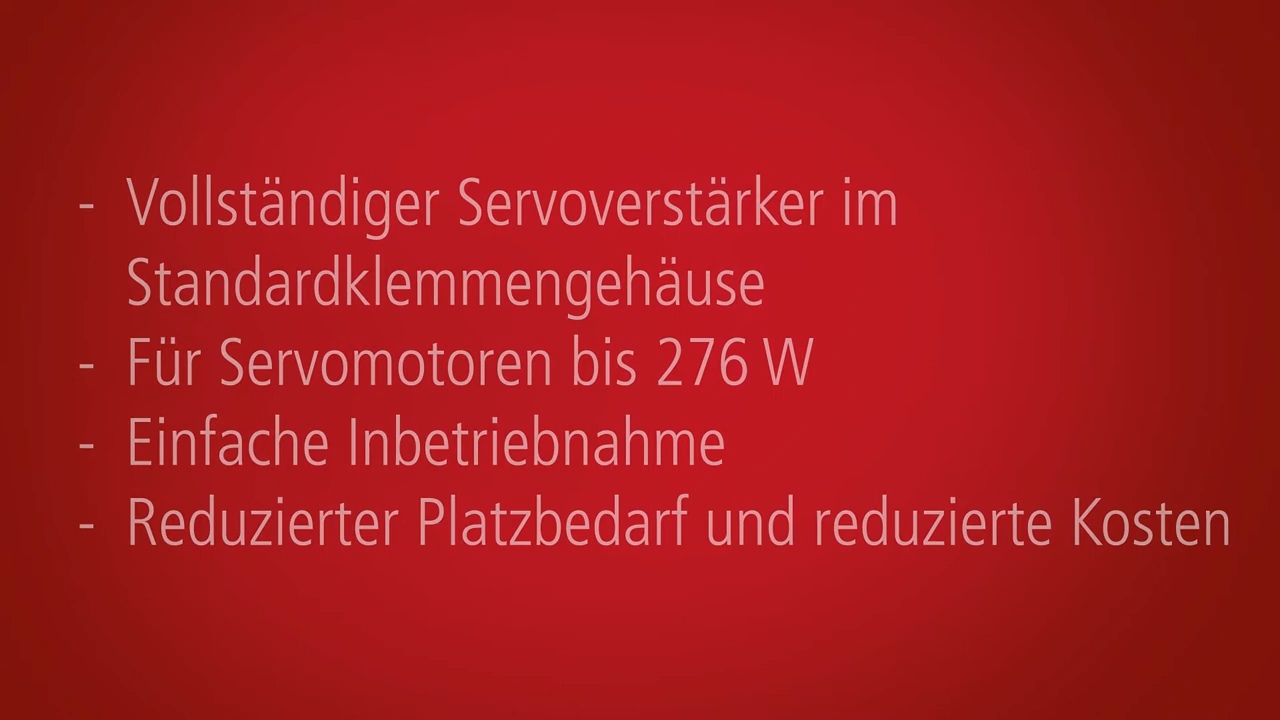 - Vollständiger Servoverstärker im
Standardklemmengehäuse
- Für Servomotoren bis 276 W
- Einfache Inbetriebnahme
- Reduzierter Platzbedarf und reduzierte Kosten